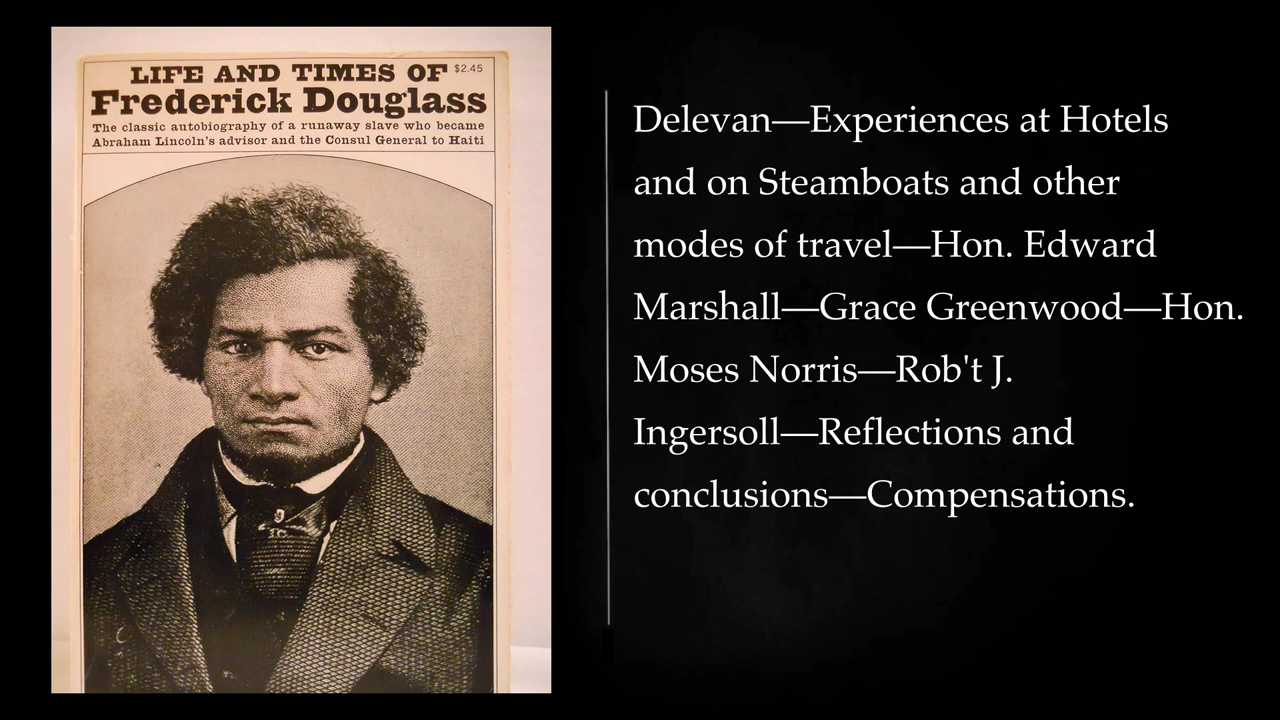 LIFE AND TIMES OF $2.45
Frederick Douglass
The classic autobiography of a runaway slave who became
Abraham Lincoln's advisor and the Consul General to Haiti
Delevan—Experiences at Hotels
and on Steamboats and other
modes of travel—Hon. Edward
Marshall—Grace Greenwood—Hon.
Moses Norris—Rob't J.
Ingersoll—Reflections and
conclusions—Compensations.